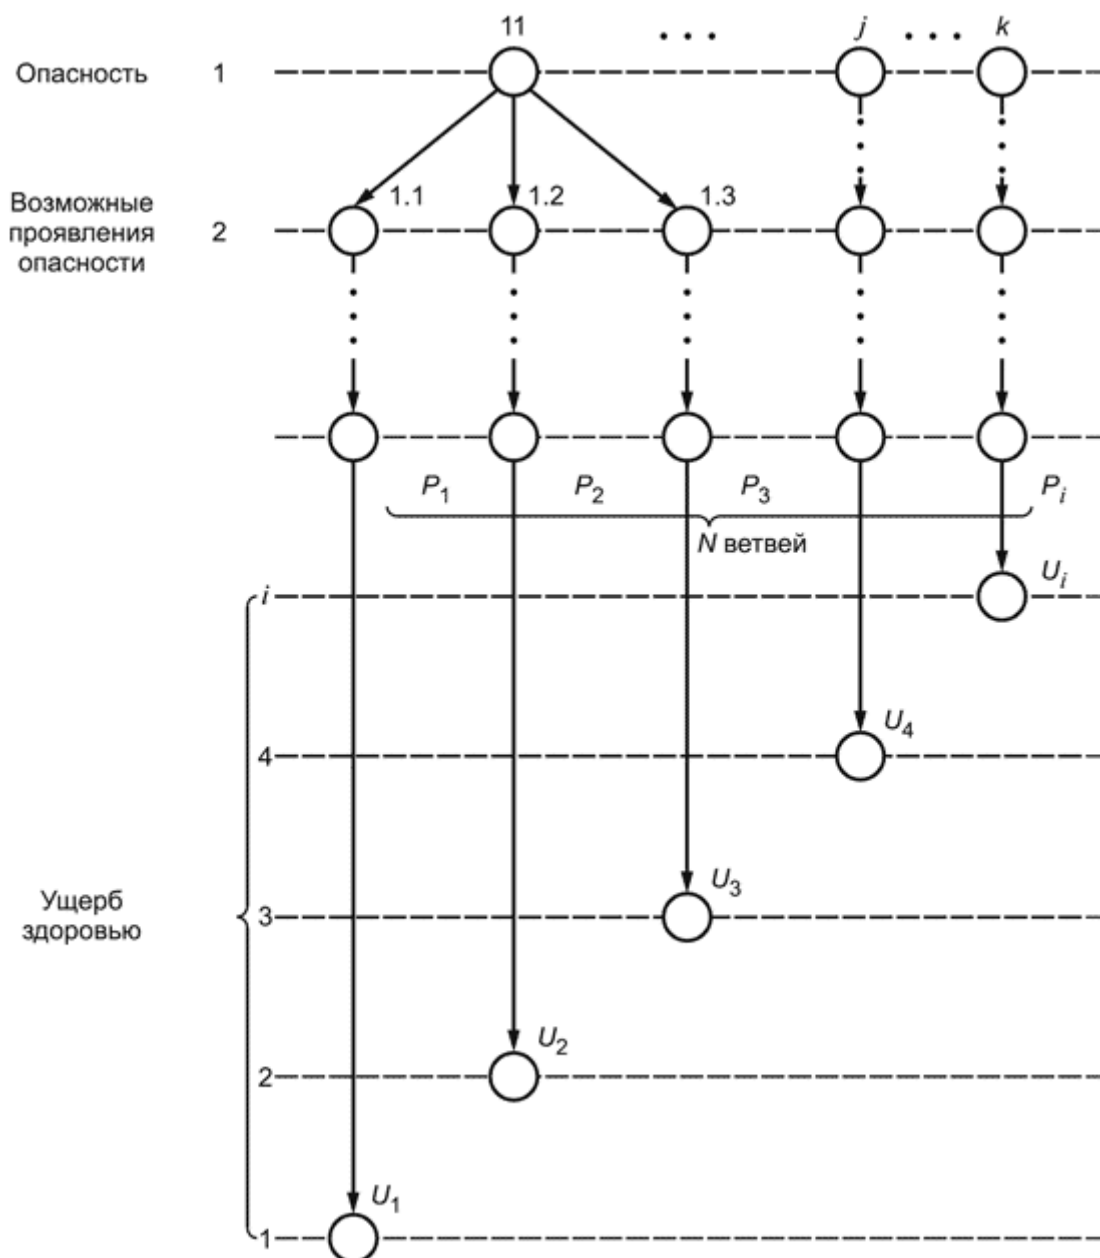 11 . . . j . . . k
Опасность 1
1.1 1.2 1.3
Возможные
проявления 2
опасности
P1 P2 P3 Pi
N ветвей
Ui
i
U4
4
U3
Ущерб
здоровью 3
U2
2
U1
1